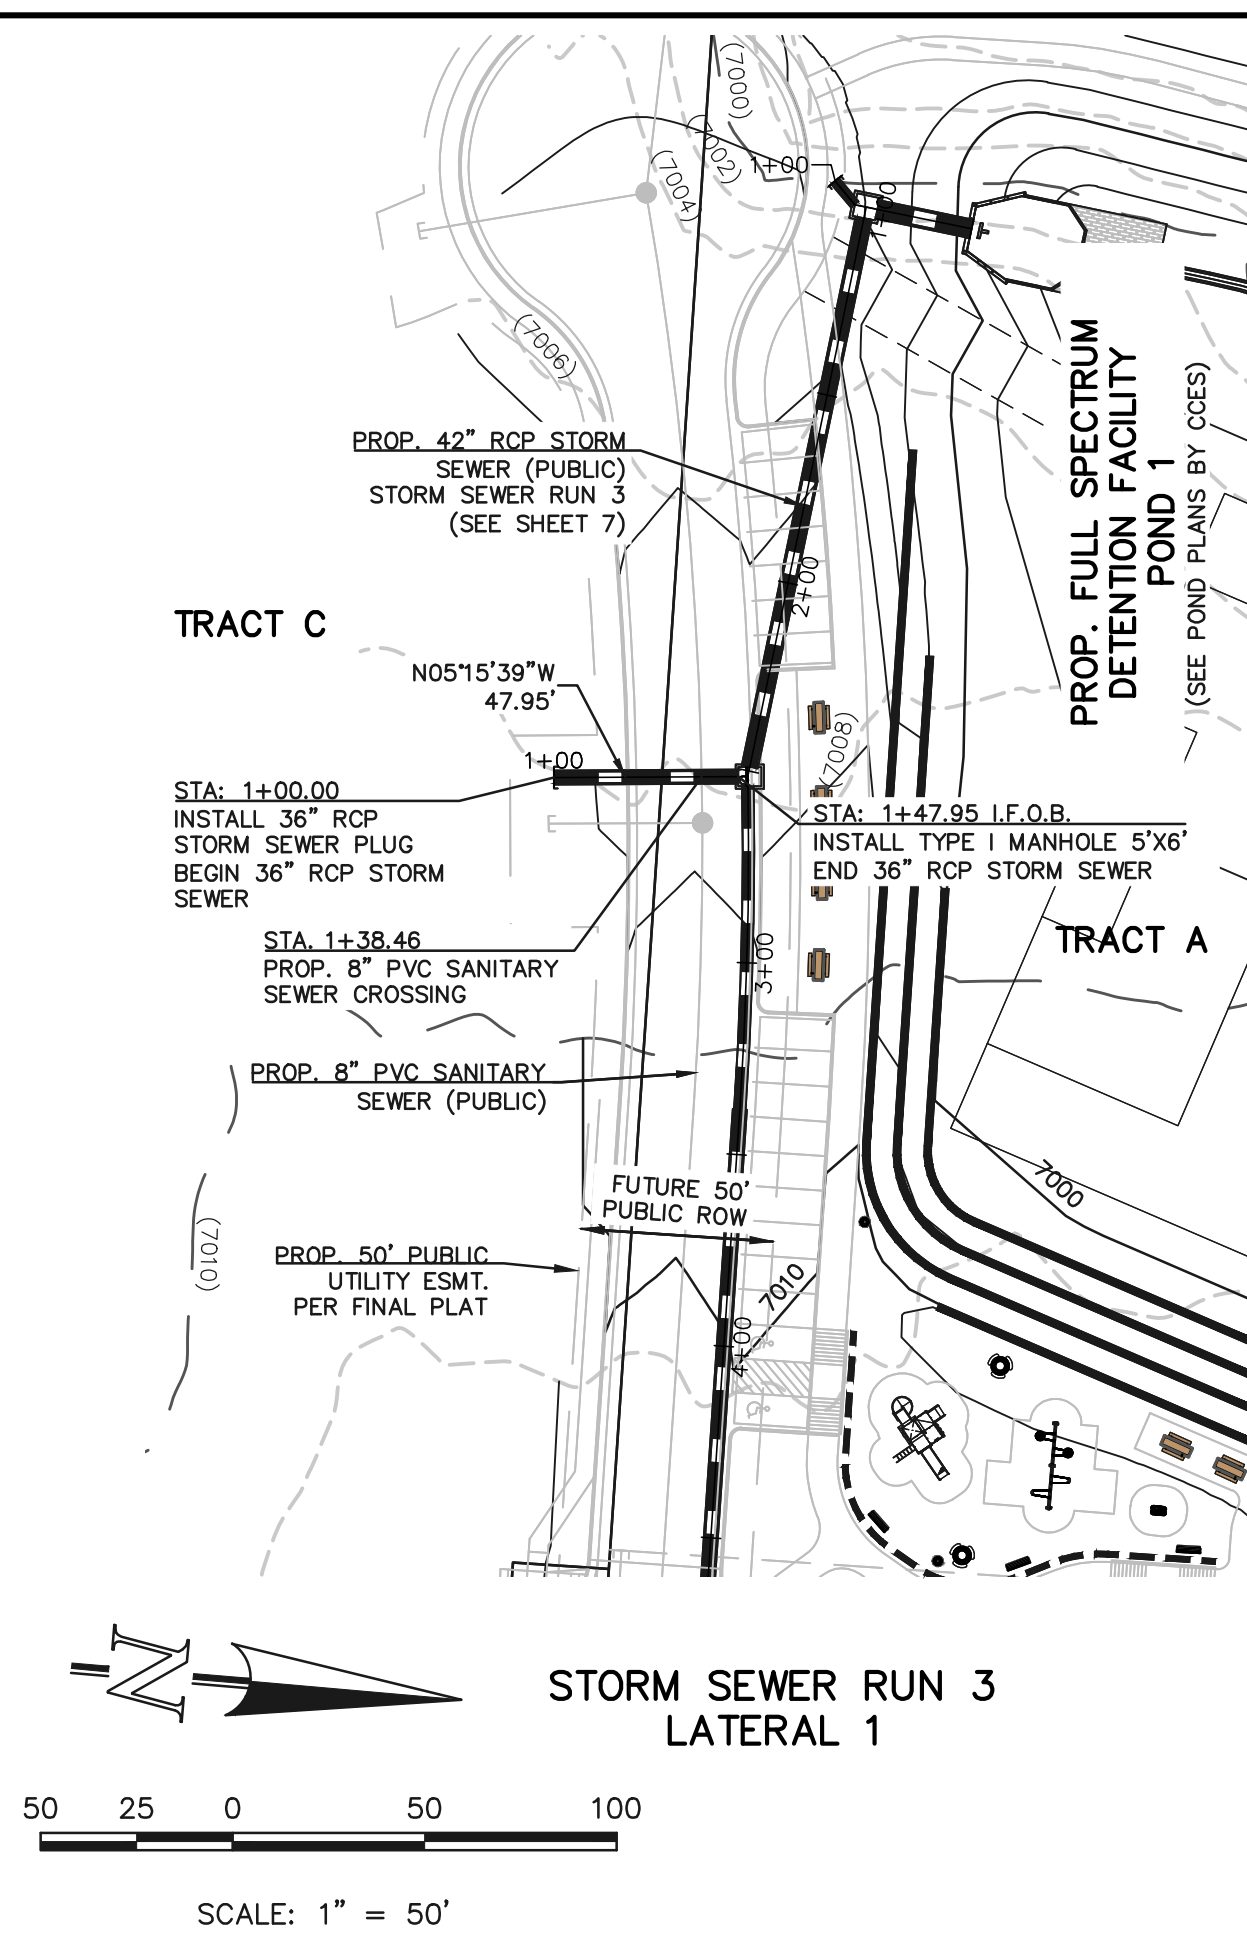 (7000)
(7002)
(7004)
1+00
1+00
(7006)
PROP. 42" RCP STORM
SEWER (PUBLIC)
STORM SEWER RUN 3
(SEE SHEET 7)
PROP. FULL SPECTRUM
DETENTION FACILITY
POND 1
(SEE POND PLANS BY CCES)
2+00
TRACT C
N05°15'39"W
47.95'
(7008)
1+00
STA: 1+00.00
INSTALL 36" RCP
STORM SEWER PLUG
BEGIN 36" RCP STORM
SEWER
STA: 1+47.95 I.F.O.B.
INSTALL TYPE I MANHOLE 5'X6'
END 36" RCP STORM SEWER
STA. 1+38.46
PROP. 8" PVC SANITARY
SEWER CROSSING
TRACT A
3+00
PROP. 8" PVC SANITARY
SEWER (PUBLIC)
7000
FUTURE 50'
PUBLIC ROW
(7010)
PROP. 50' PUBLIC
UTILITY ESMT.
PER FINAL PLAT
7010
4+00
N
STORM SEWER RUN 3
LATERAL 1
50 25 0 50 100
SCALE: 1" = 50'